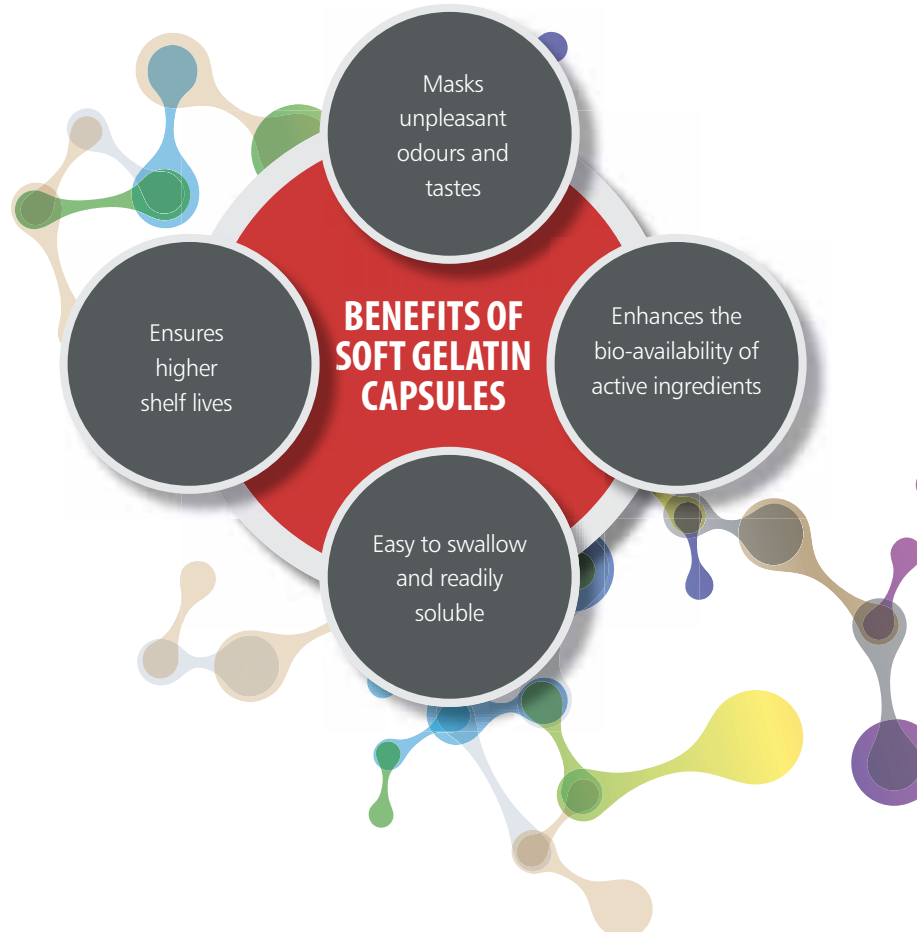 Masks
unpleasant
odours and
tastes
BENEFITS OF
SOFT GELATIN
CAPSULES
Ensures
higher
shelf lives
Enhances the
bio-availability of
active ingredients
Easy to swallow
and readily
soluble